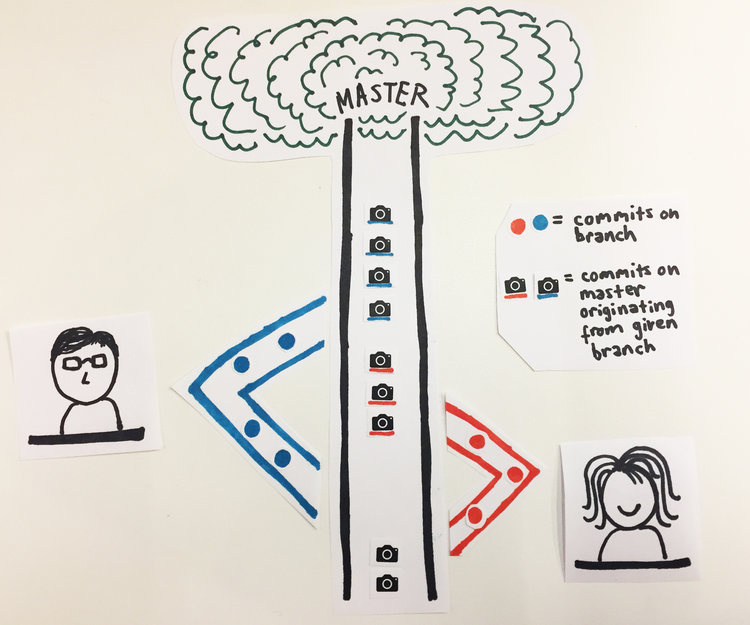 MASTER
= commits on
branch
= commits on
master
originating
from given
branch